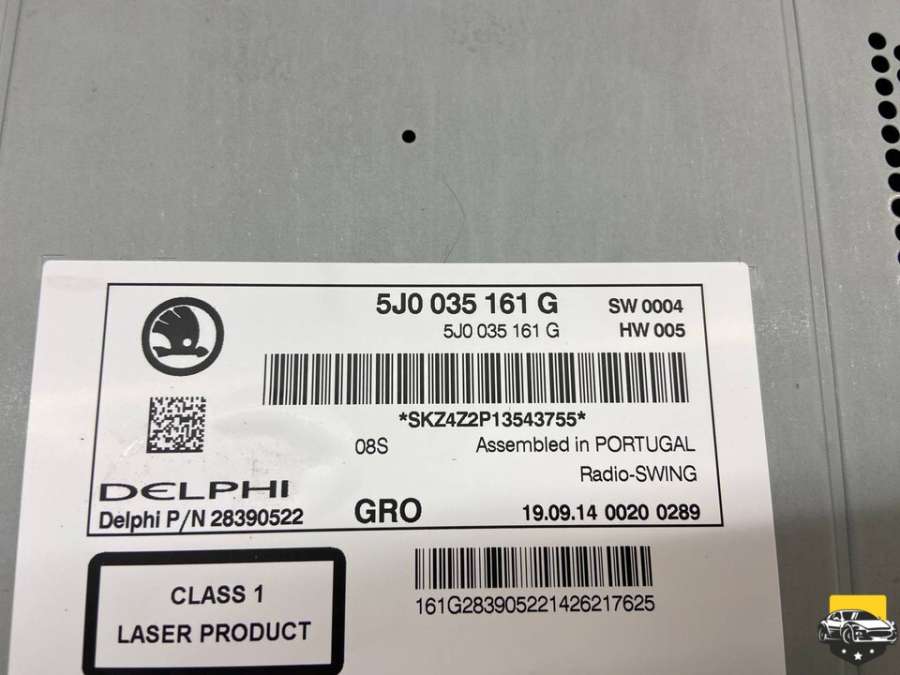 5J0 035 161 G SW 0004
5J0 035 161 G HW 005
*SKZ4Z2P13543755*
08S Assembled in PORTUGAL
Radio-SWING
DELPHI
Delphi P/N 28390522 GRO 19.09.14 0020 0289
CLASS 1
LASER PRODUCT
161G283905221426217625